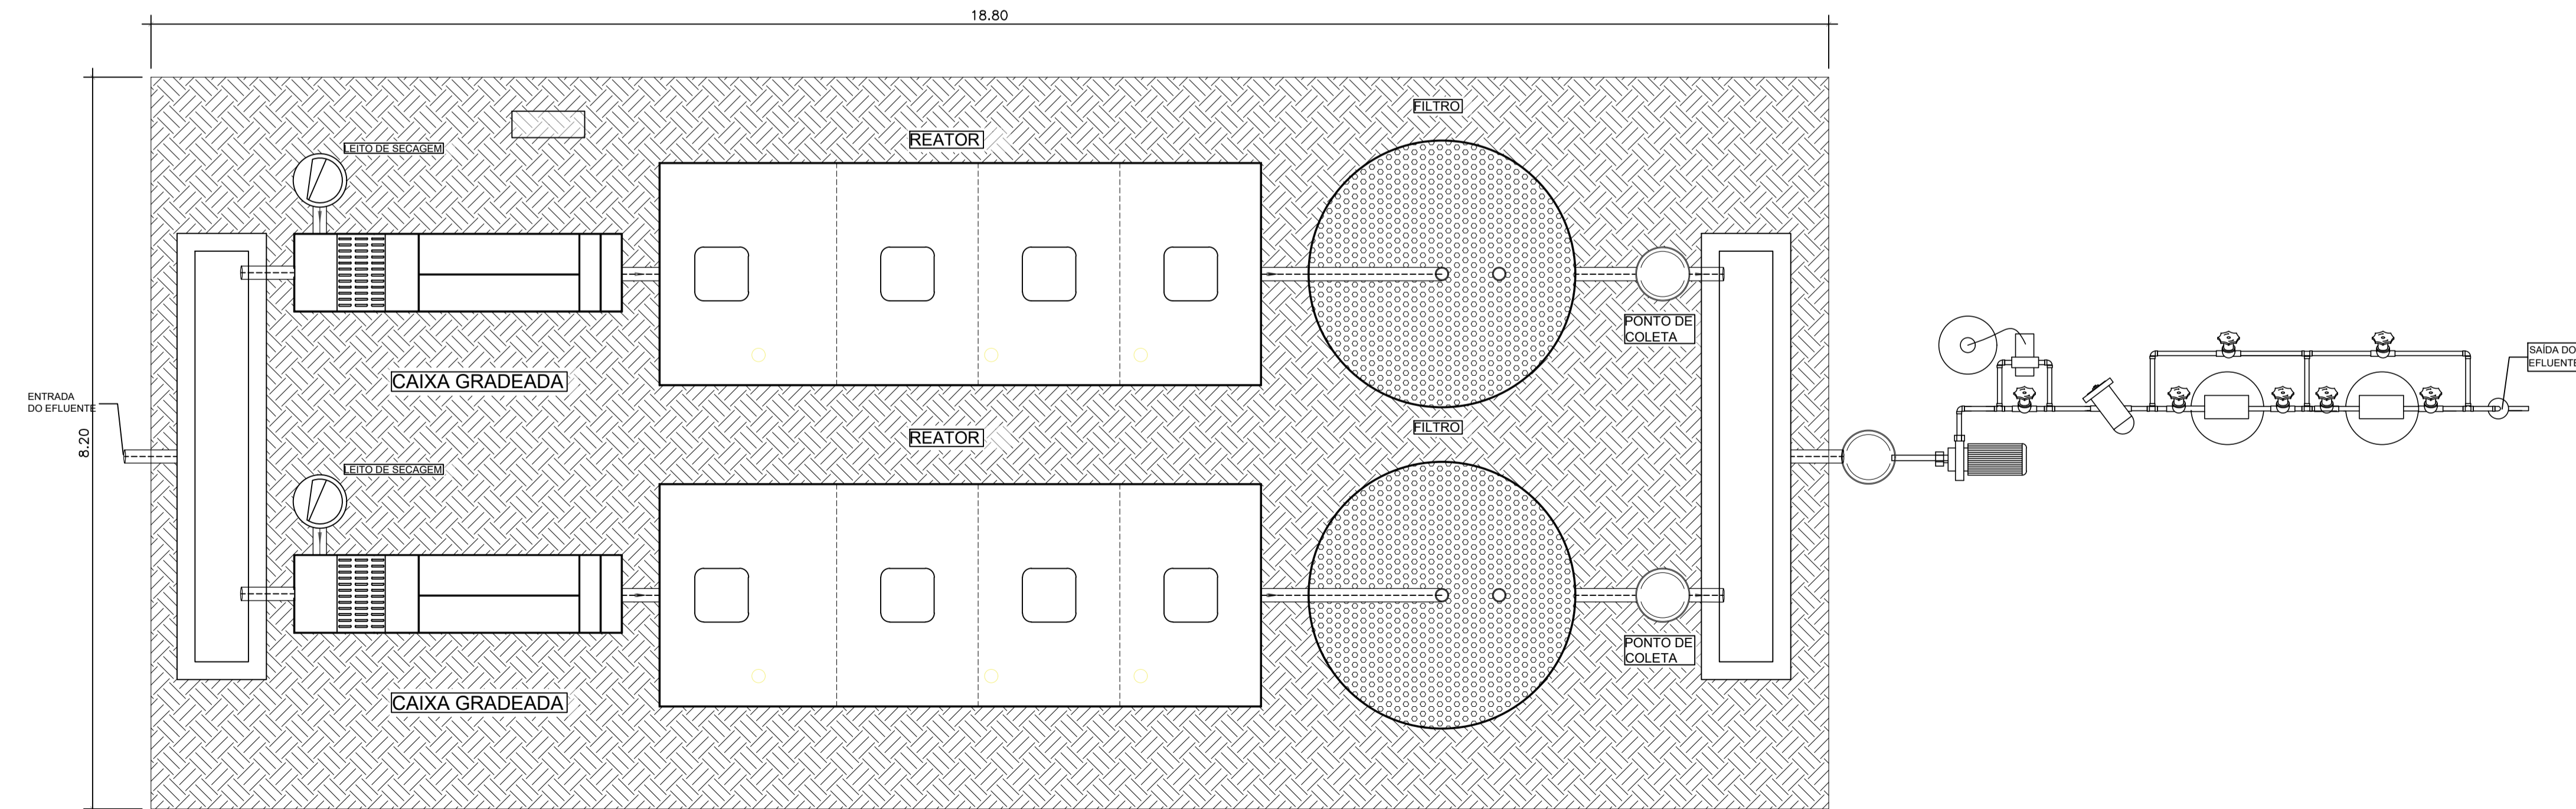 18.80
FILTRO
REATOR
LEITO DE SECAGEM
PONTO DE
COLETA
SAÍDA DO
EFLUENTE
CAIXA GRADEADA
ENTRADA
DO EFLUENTE
8.20
FILTRO
REATOR
LEITO DE SECAGEM
PONTO DE
COLETA
CAIXA GRADEADA